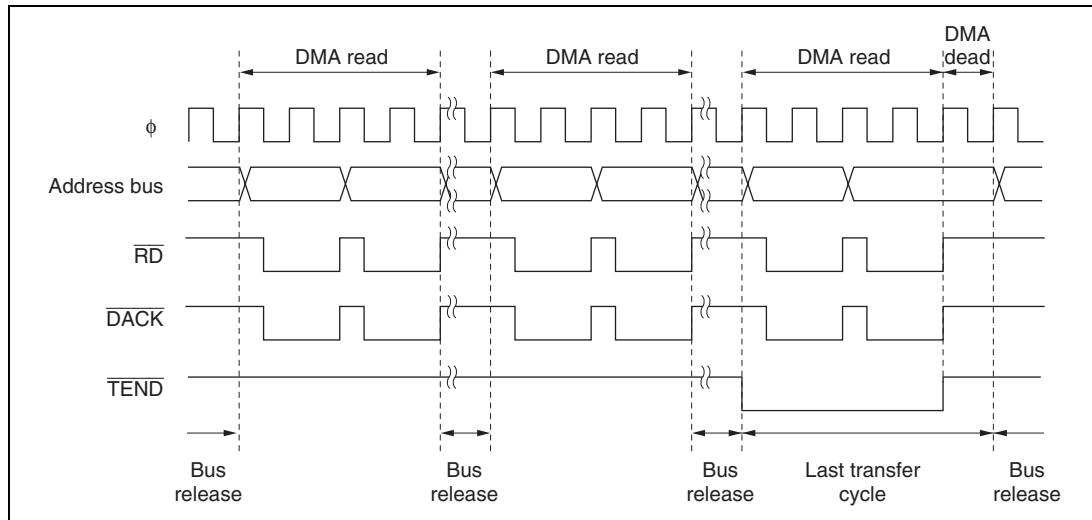 DMA read
DMA read
DMA read
DMA
dead
φ
Address bus
RD
DACK
TEND
Bus
release
Bus
release
Bus
release
Last transfer
cycle
Bus
release